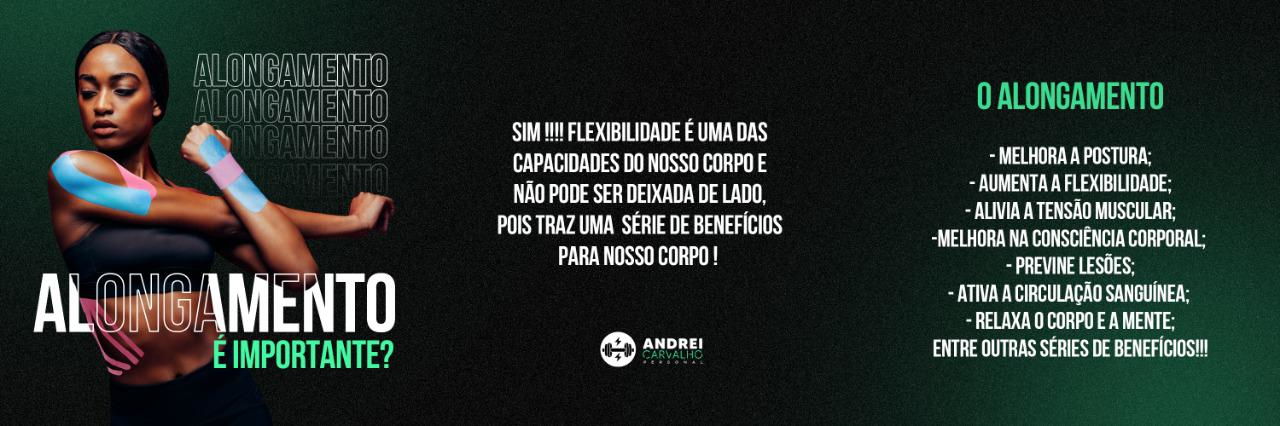 ALONGAMENTO
ALONGAMENTO
ALONGAMENTO
ALONGAMENTO
ALONGAMENTO
É IMPORTANTE?
SIM !!!! FLEXIBILIDADE É UMA DAS
CAPACIDADES DO NOSSO CORPO E
NÃO PODE SER DEIXADA DE LADO,
POIS TRAZ UMA SÉRIE DE BENEFÍCIOS
PARA NOSSO CORPO !
ANDREI
CARVALHO
PERSONAL
O ALONGAMENTO
- MELHORA A POSTURA;
- AUMENTA A FLEXIBILIDADE;
- ALIVIA A TENSÃO MUSCULAR;
-MELHORA NA CONSCIÊNCIA CORPORAL;
- PREVINE LESÕES;
- ATIVA A CIRCULAÇÃO SANGUÍNEA;
- RELAXA O CORPO E A MENTE;
ENTRE OUTRAS SÉRIES DE BENEFÍCIOS!!!